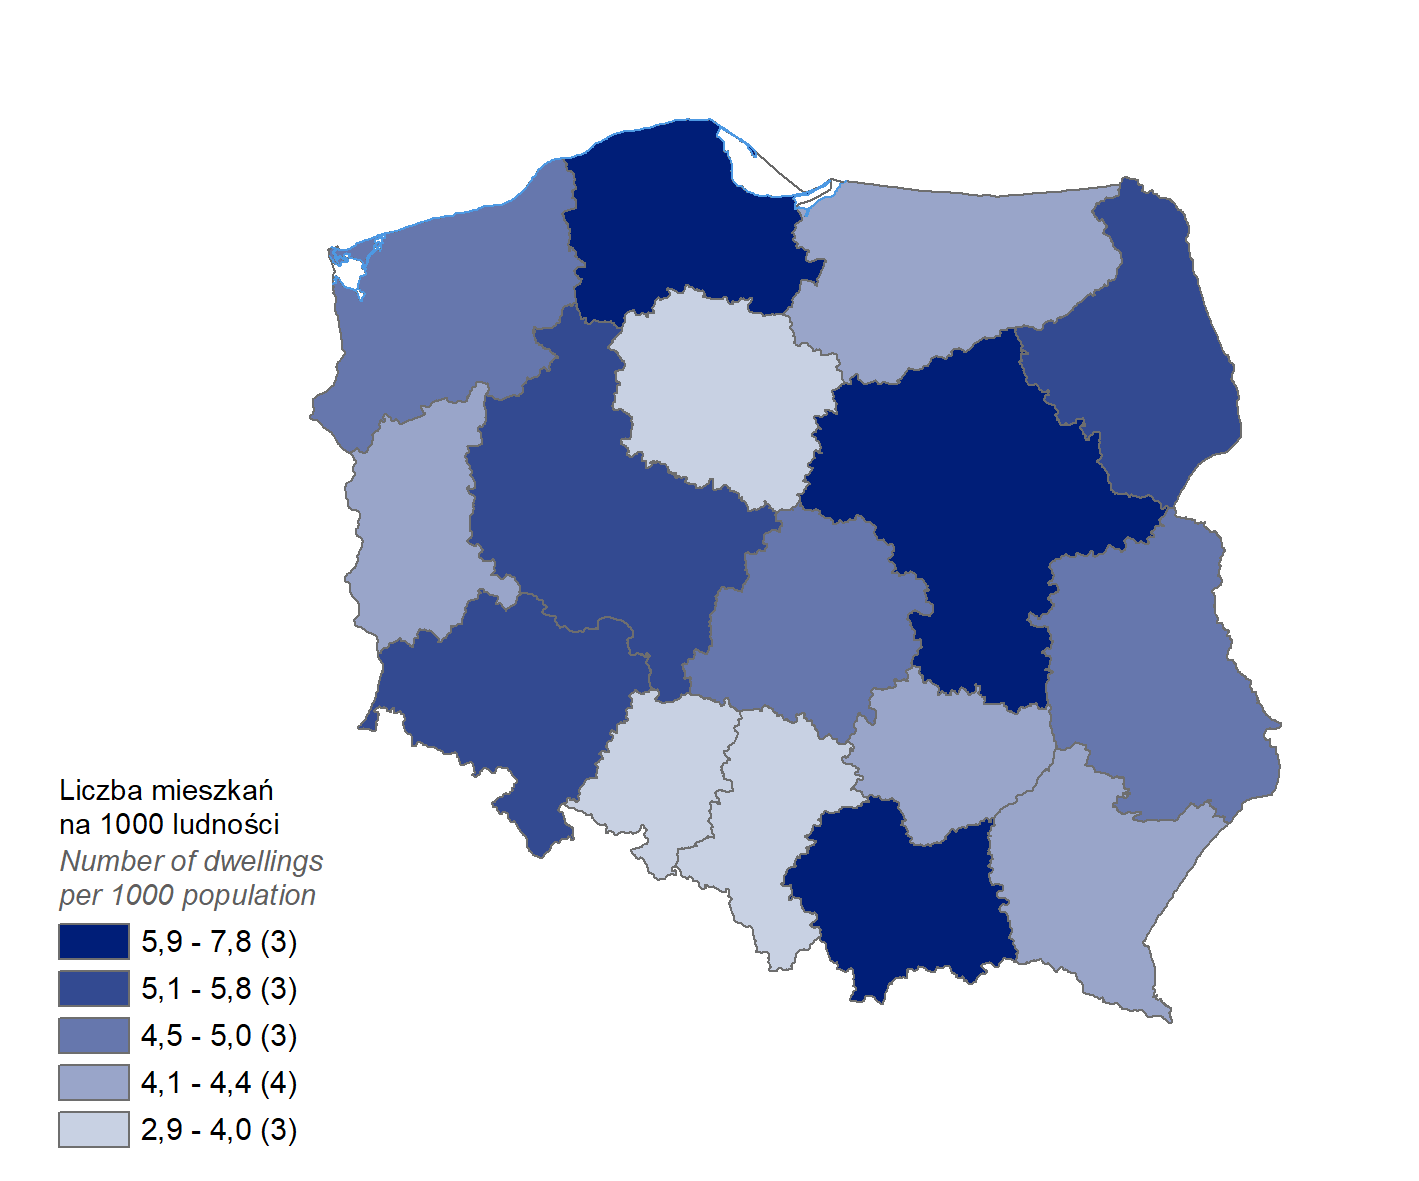 Liczba mieszkań
na 1000 ludności
Number of dwellings
per 1000 population
5,9 - 7,8 (3)
5,1 - 5,8 (3)
4,5 - 5,0 (3)
4,1 - 4,4 (4)
2,9 - 4,0 (3)